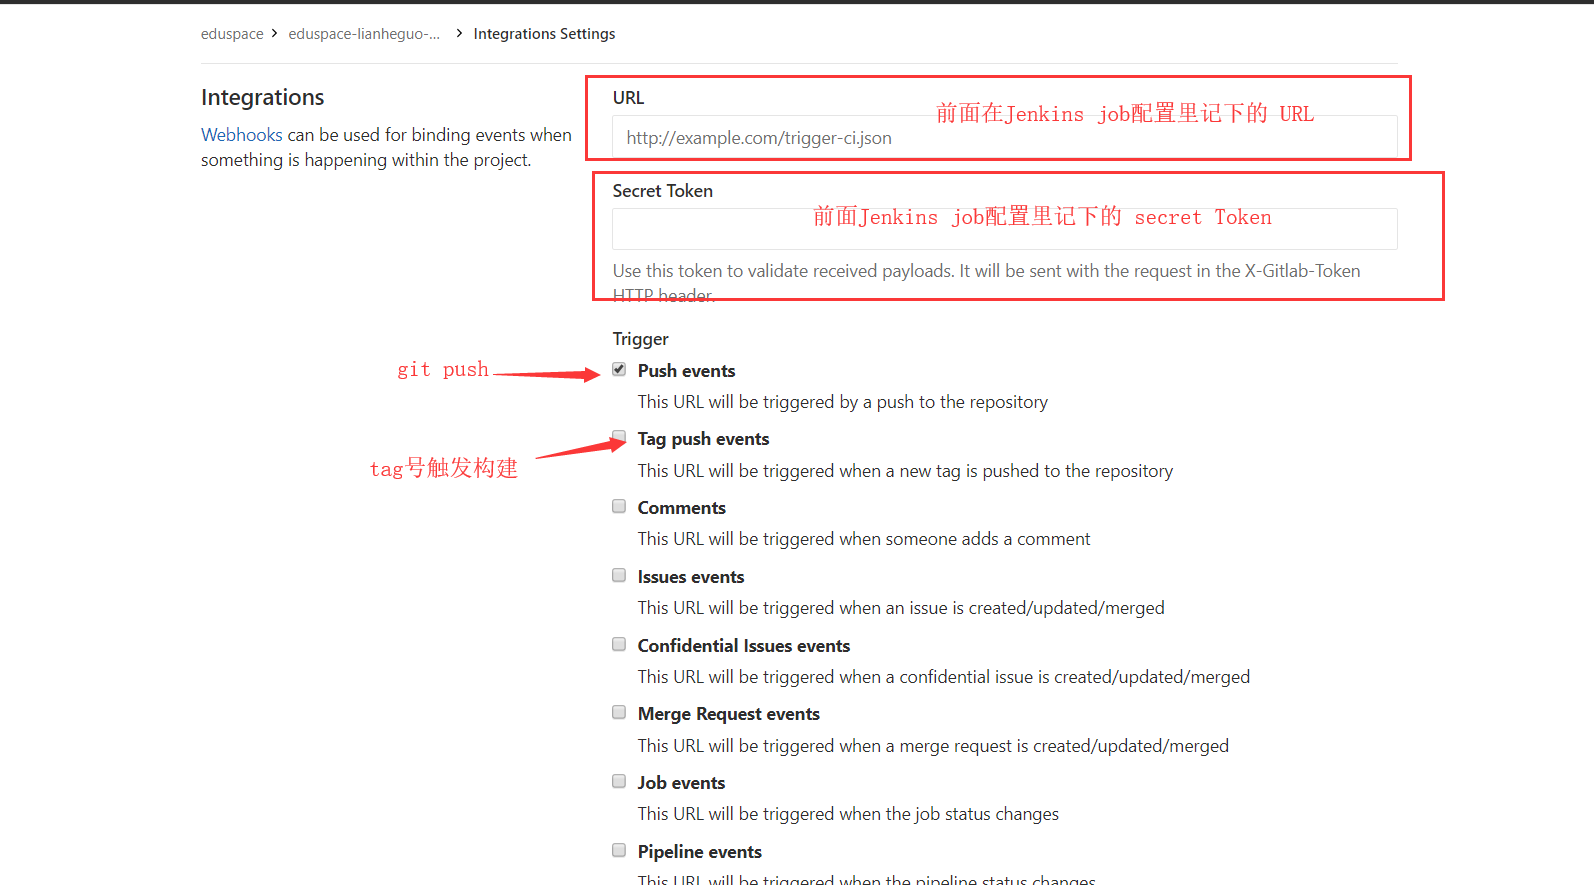 eduspace > eduspace-lianheguo-... > Integrations Settings
Integrations
Webhooks can be used for binding events when
something is happening within the project.
URL
前面在Jenkins job配置里记下的 URL
http://example.com/trigger-ci.json
Secret Token
前面Jenkins job配置里记下的 secret Token
Use this token to validate received payloads. It will be sent with the request in the X-Gitlab-Token
HTTP header.
Trigger
git push
Push events
This URL will be triggered by a push to the repository
tag号触发构建
Tag push events
This URL will be triggered when a new tag is pushed to the repository
Comments
This URL will be triggered when someone adds a comment
Issues events
This URL will be triggered when an issue is created/updated/merged
Confidential Issues events
This URL will be triggered when a confidential issue is created/updated/merged
Merge Request events
This URL will be triggered when a merge request is created/updated/merged
Job events
This URL will be triggered when the job status changes
Pipeline events
This URL will be triggered when the pipeline status changes